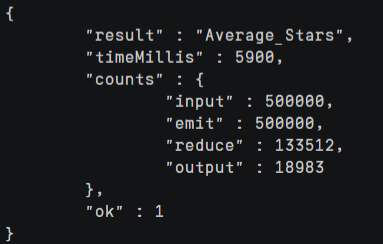 {
        "result" : "Average_Stars",
        "timeMillis" : 5900,
        "counts" : {
                "input" : 500000,
                "emit" : 500000,
                "reduce" : 133512,
                "output" : 18983
        },
        "ok" : 1
}